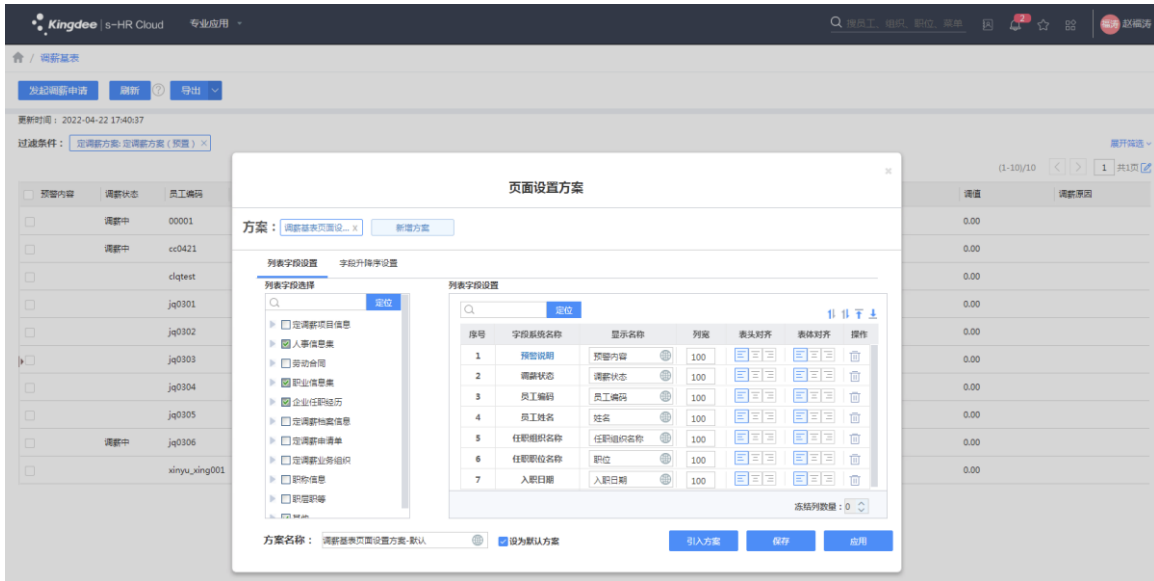 Kingdee | s-HR Cloud 专业应用 搜员工、组织、职位、菜单 2 福涛 赵福涛
/ 调薪基表
发起调薪申请 刷新 ? 导出
更新时间： 2022-04-22 17:40:37
过滤条件： 定调薪方案: 定调薪方案（预置） × 展开筛选
(1-10)/10 1 共1页
预警内容 调薪状态 员工编码 调值 调薪原因
调薪中 00001 0.00
调薪中 cc0421 0.00
clqtest 0.00
jq0301 0.00
jq0302 0.00
jq0303 0.00
jq0304 0.00
jq0305 0.00
调薪中 jq0306 0.00
xinyu_xing001 0.00
页面设置方案
方案： 调薪基表页面设... × 新增方案
列表字段设置 字段升降序设置
列表字段选择
定位
定调薪项目信息
人事信息集
劳动合同
职业信息集
企业任职经历
定调薪档案信息
定调薪申请单
定调薪业务组织
职称信息
职层职等
其他
列表字段设置
定位
序号 字段系统名称 显示名称 列宽 表头对齐 表体对齐 操作
1 预警说明 预警内容 100
2 调薪状态 调薪状态 100
3 员工编码 员工编码 100
4 员工姓名 姓名 100
5 任职组织名称 任职组织名称 100
6 任职职位名称 职位 100
7 入职日期 入职日期 100
冻结列数量： 0
方案名称： 调薪基表页面设置方案-默认 设为默认方案 引入方案 保存 应用